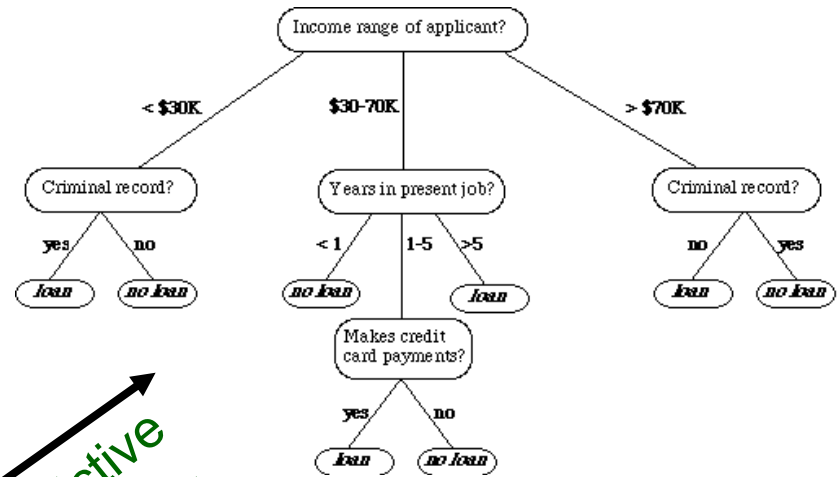 Income range of applicant?
< $30K
$30-70K
> $70K
Criminal record?
Years in present job?
Criminal record?
yes
no
< 1
1-5
>5
no
yes
loan
no loan
no loan
loan
loan
no loan
Makes credit
card payments?
yes
no
loan
no loan